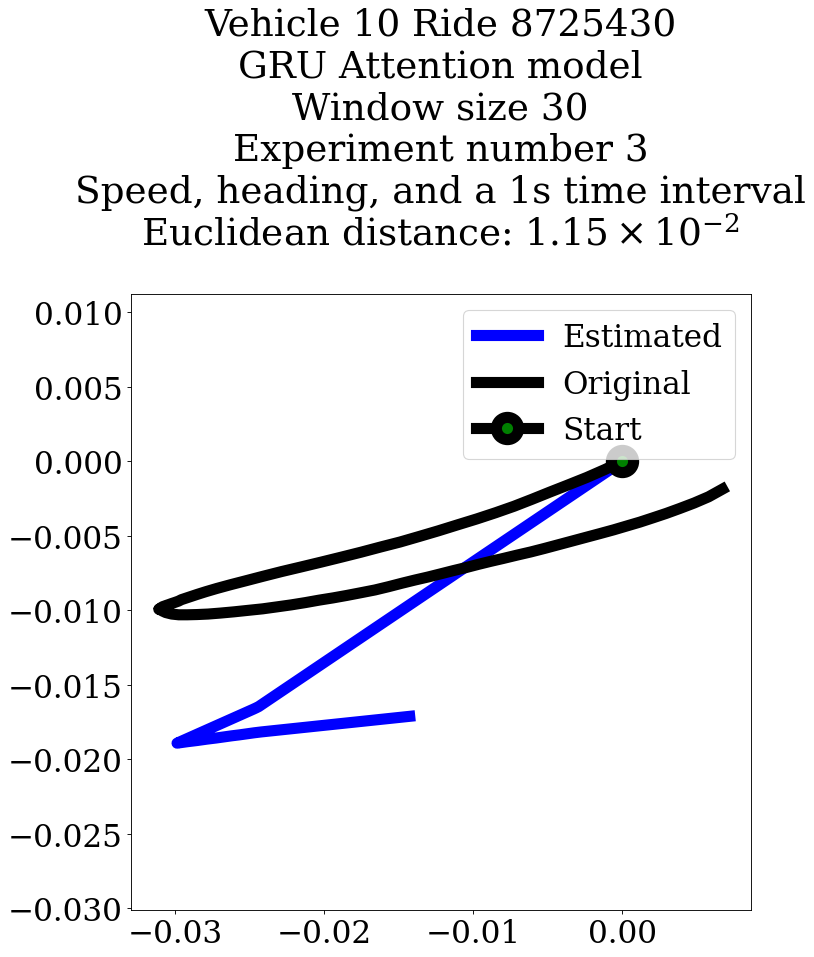 Vehicle 10 Ride 8725430
GRU Attention model
Window size 30
Experiment number 3
Speed, heading, and a 1s time interval
Euclidean distance: 1.15 × 10⁻²
Estimated
Original
Start
0.010
0.005
0.000
−0.005
−0.010
−0.015
−0.020
−0.025
−0.030
−0.03 −0.02 −0.01 0.00